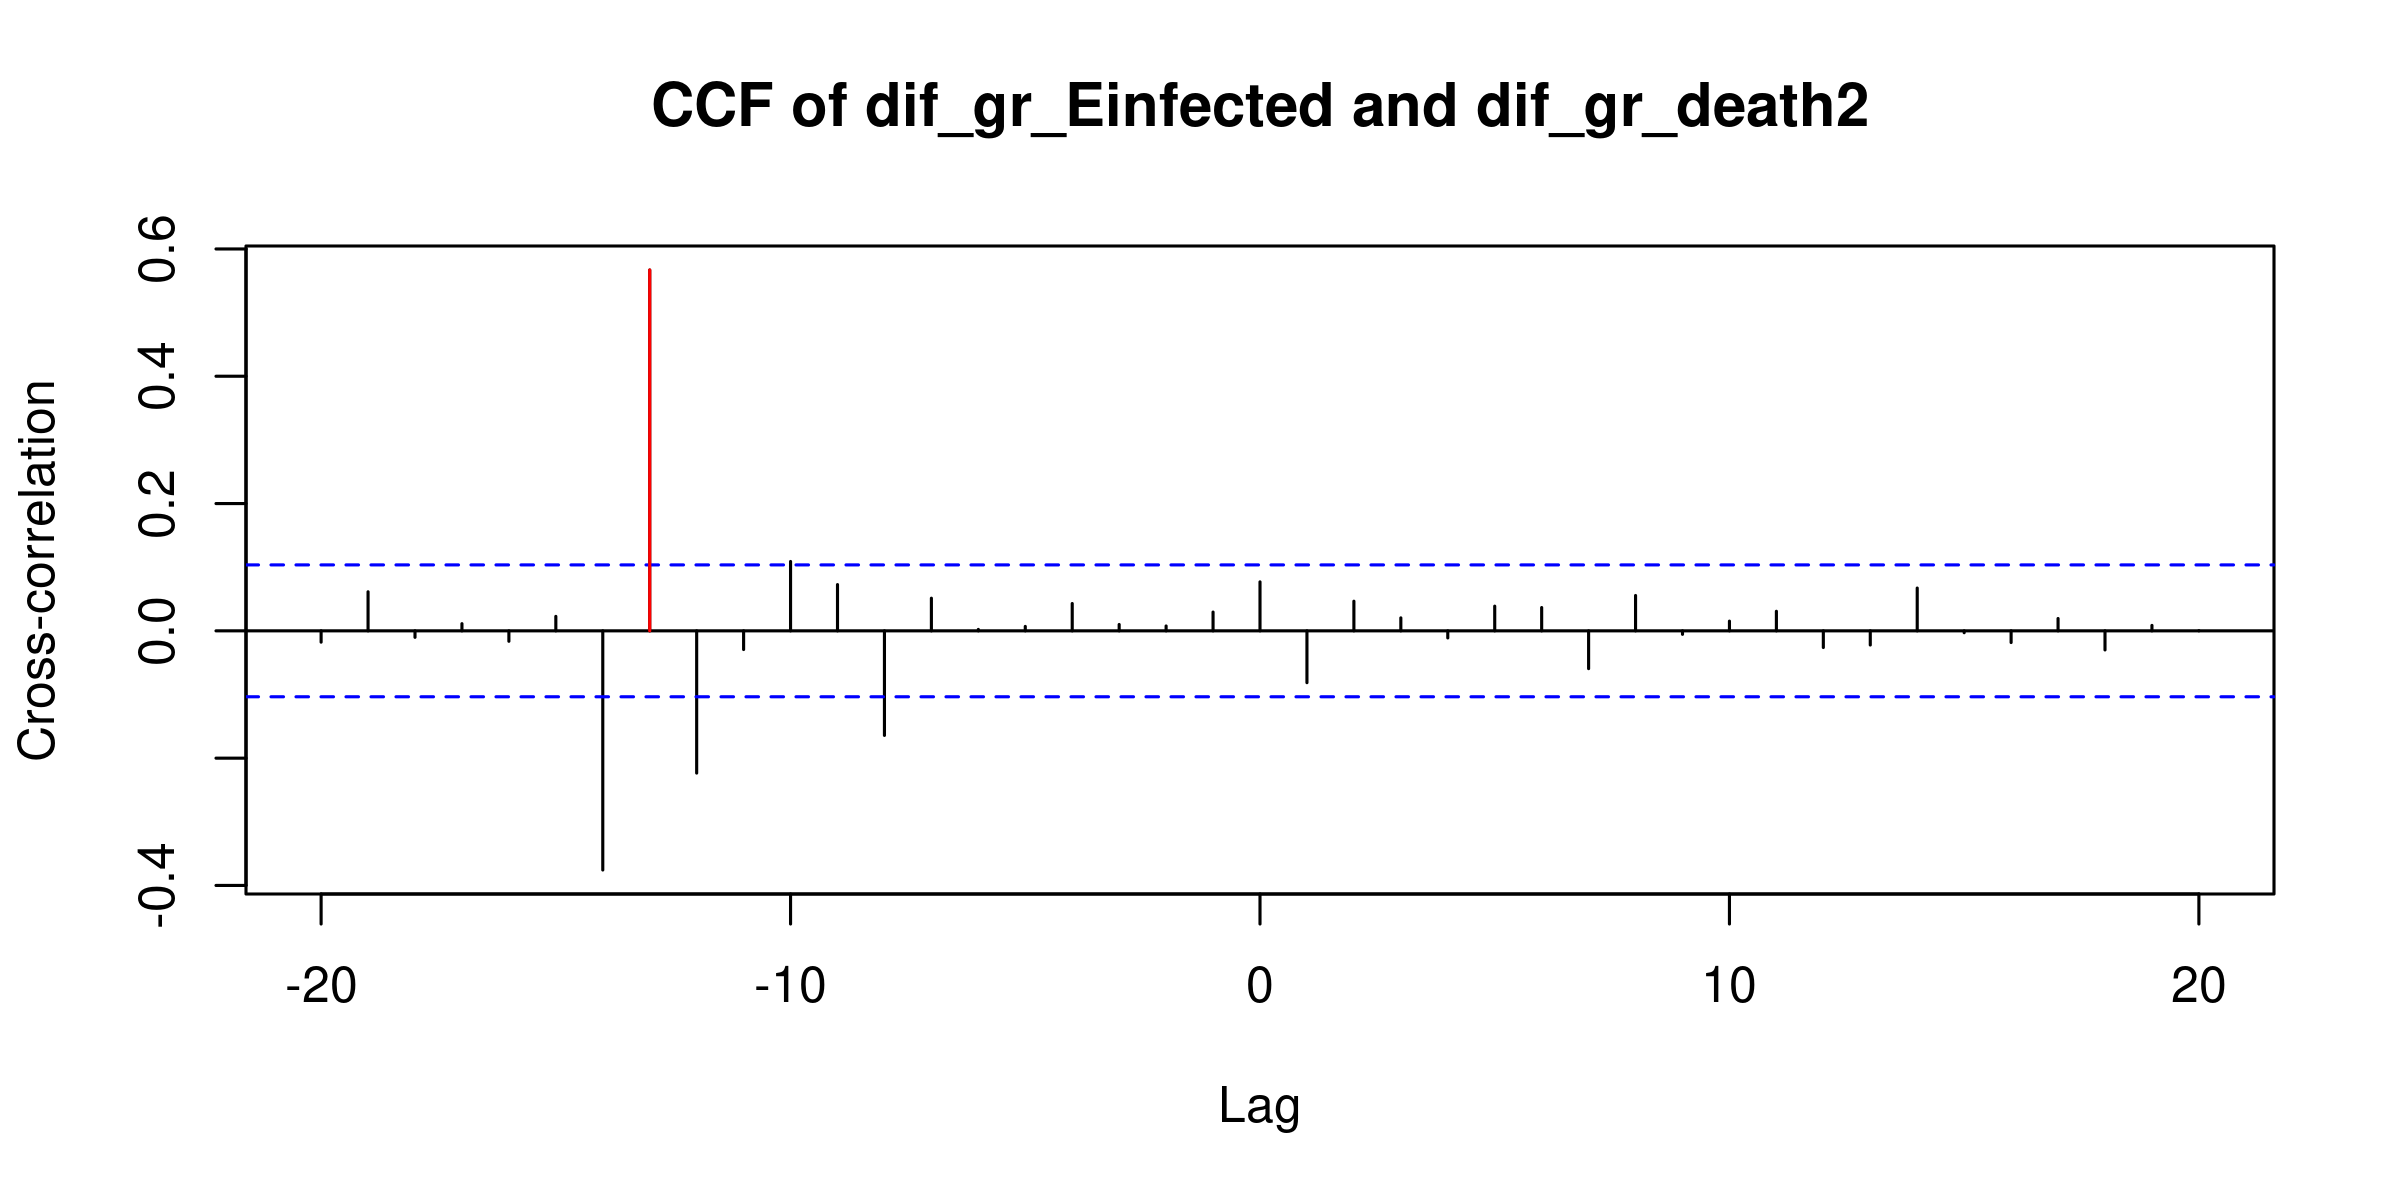 CCF of dif_gr_Einfected and dif_gr_death2
Cross-correlation
0.6
0.4
0.2
0.0
-0.4
-20 -10 0 10 20
Lag